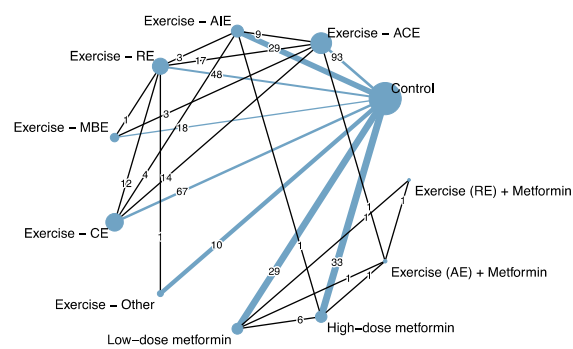 Exercise – AIE
Exercise – ACE
9
3
17
29
93
Exercise – RE
48
Control
1
3
18
Exercise – MBE
12
4
14
67
Exercise (RE) + Metformin
1
1
Exercise – CE
1
10
1
29
33
1
1
Exercise (AE) + Metformin
Exercise – Other
6
Low–dose metformin
High–dose metformin